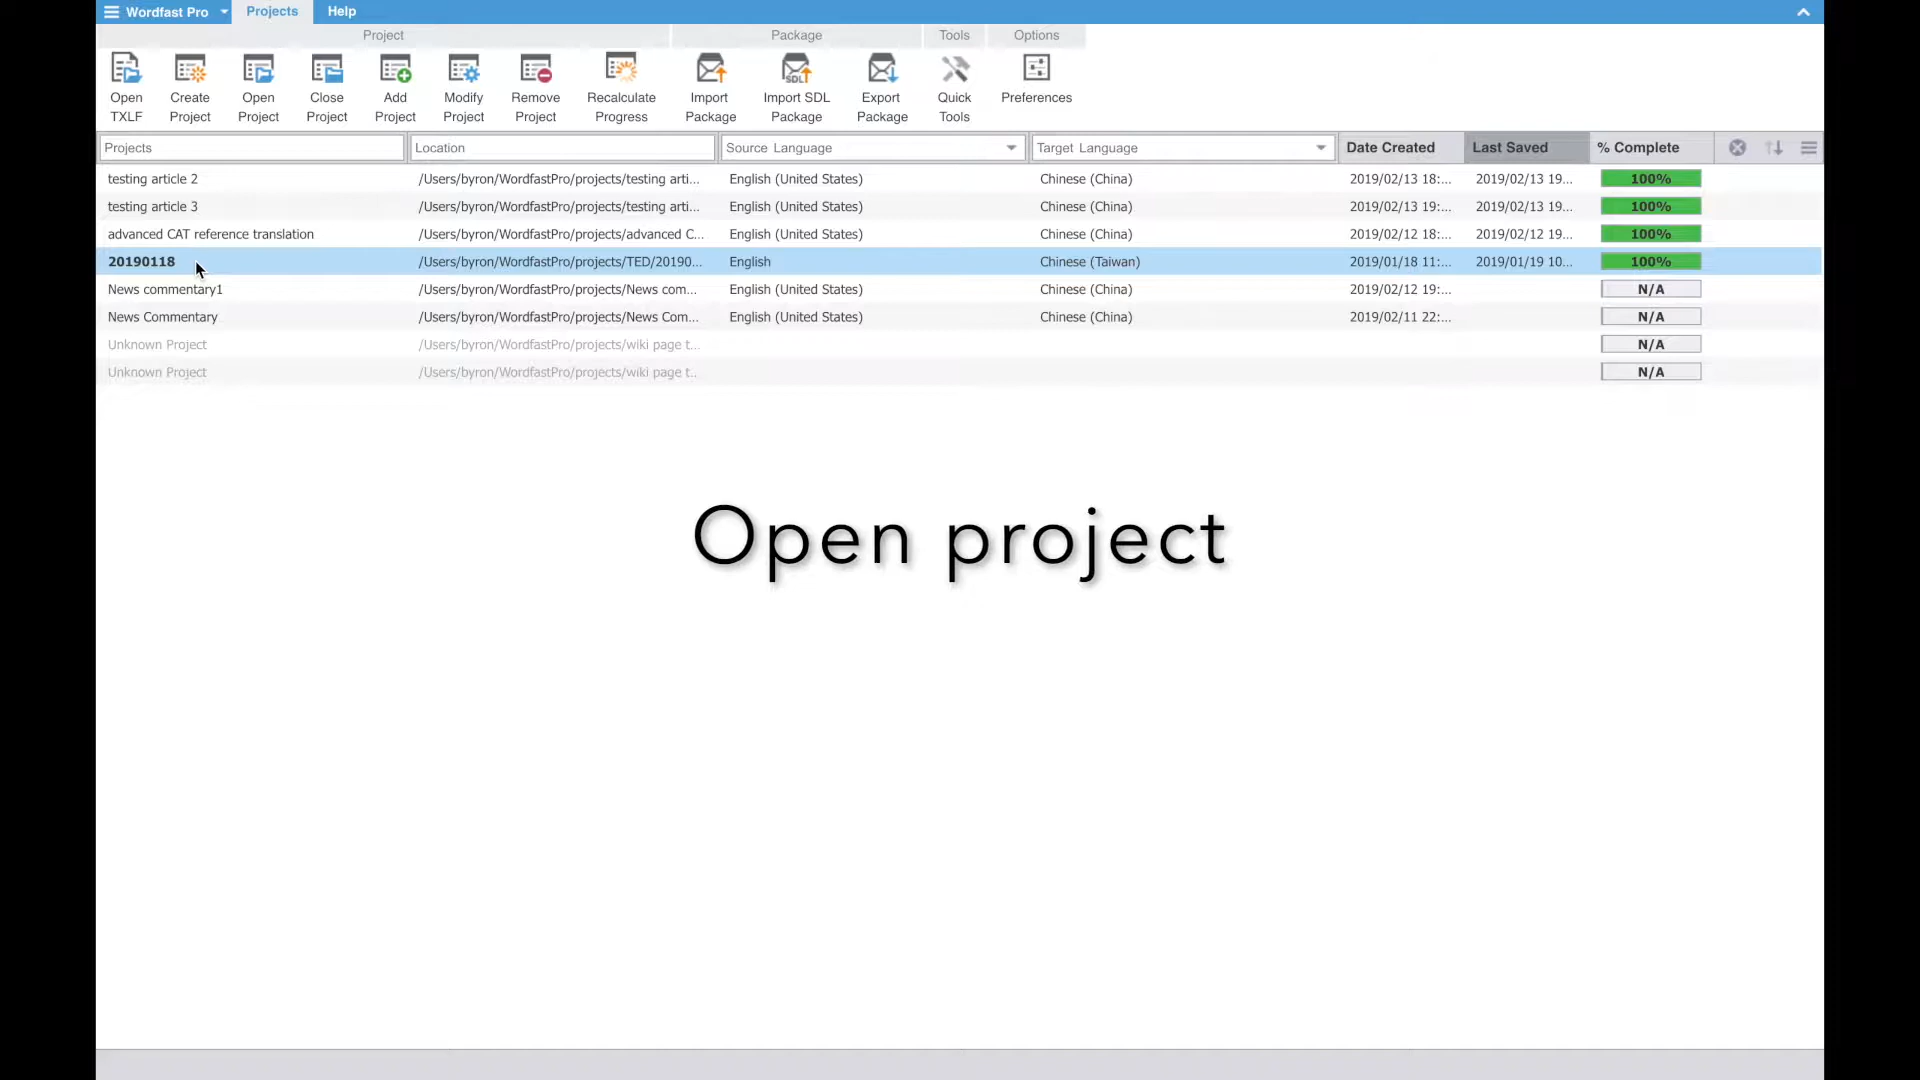 Wordfast Pro Projects Help
Project Package Tools Options
Open TXLF
Create Project
Open Project
Close Project
Add Project
Modify Project
Remove Project
Recalculate Progress
Import Package
SDL
Import SDL Package
Export Package
Quick Tools
Preferences
Projects Location Source Language Target Language Date Created Last Saved % Complete
testing article 2 /Users/byron/WordfastPro/projects/testing arti... English (United States) Chinese (China) 2019/02/13 18:... 2019/02/13 19... 100%
testing article 3 /Users/byron/WordfastPro/projects/testing arti... English (United States) Chinese (China) 2019/02/13 19:... 2019/02/13 19... 100%
advanced CAT reference translation /Users/byron/WordfastPro/projects/advanced C... English (United States) Chinese (China) 2019/02/12 18:... 2019/02/12 19... 100%
20190118 /Users/byron/WordfastPro/projects/TED/20190... English Chinese (Taiwan) 2019/01/18 11:... 2019/01/19 10... 100%
News commentary1 /Users/byron/WordfastPro/projects/News com... English (United States) Chinese (China) 2019/02/12 19:... N/A
News Commentary /Users/byron/WordfastPro/projects/News Com... English (United States) Chinese (China) 2019/02/11 22:... N/A
Unknown Project /Users/byron/WordfastPro/projects/wiki page t... N/A
Unknown Project /Users/byron/WordfastPro/projects/wiki page t... N/A
Open project